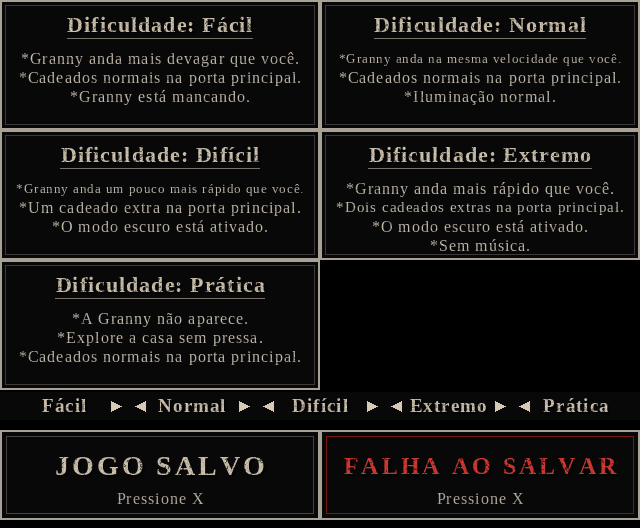 Dificuldade: Fácil
*Granny anda mais devagar que você.
*Cadeados normais na porta principal.
*Granny está mancando.
Dificuldade: Normal
*Granny anda na mesma velocidade que você.
*Cadeados normais na porta principal.
*Iluminação normal.
Dificuldade: Difícil
*Granny anda um pouco mais rápido que você.
*Um cadeado extra na porta principal.
*O modo escuro está ativado.
Dificuldade: Extremo
*Granny anda mais rápido que você.
*Dois cadeados extras na porta principal.
*O modo escuro está ativado.
*Sem música.
Dificuldade: Prática
*A Granny não aparece.
*Explore a casa sem pressa.
*Cadeados normais na porta principal.
Fácil ► ◄ Normal ► ◄ Difícil ► ◄ Extremo ► ◄ Prática
JOGO SALVO
Pressione X
FALHA AO SALVAR
Pressione X